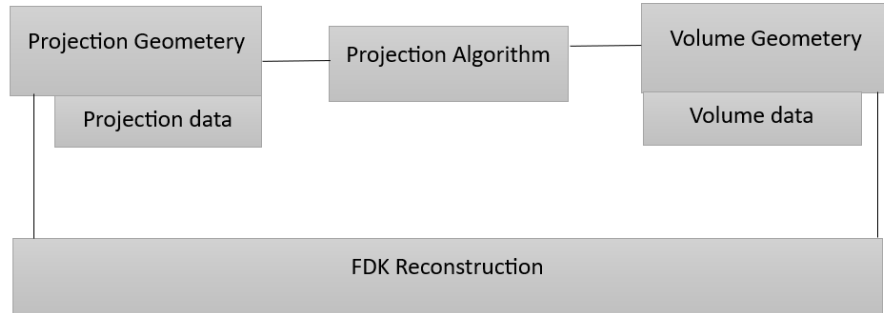 Projection Geometery
Projection Algorithm
Volume Geometery
Projection data
Volume data
FDK Reconstruction